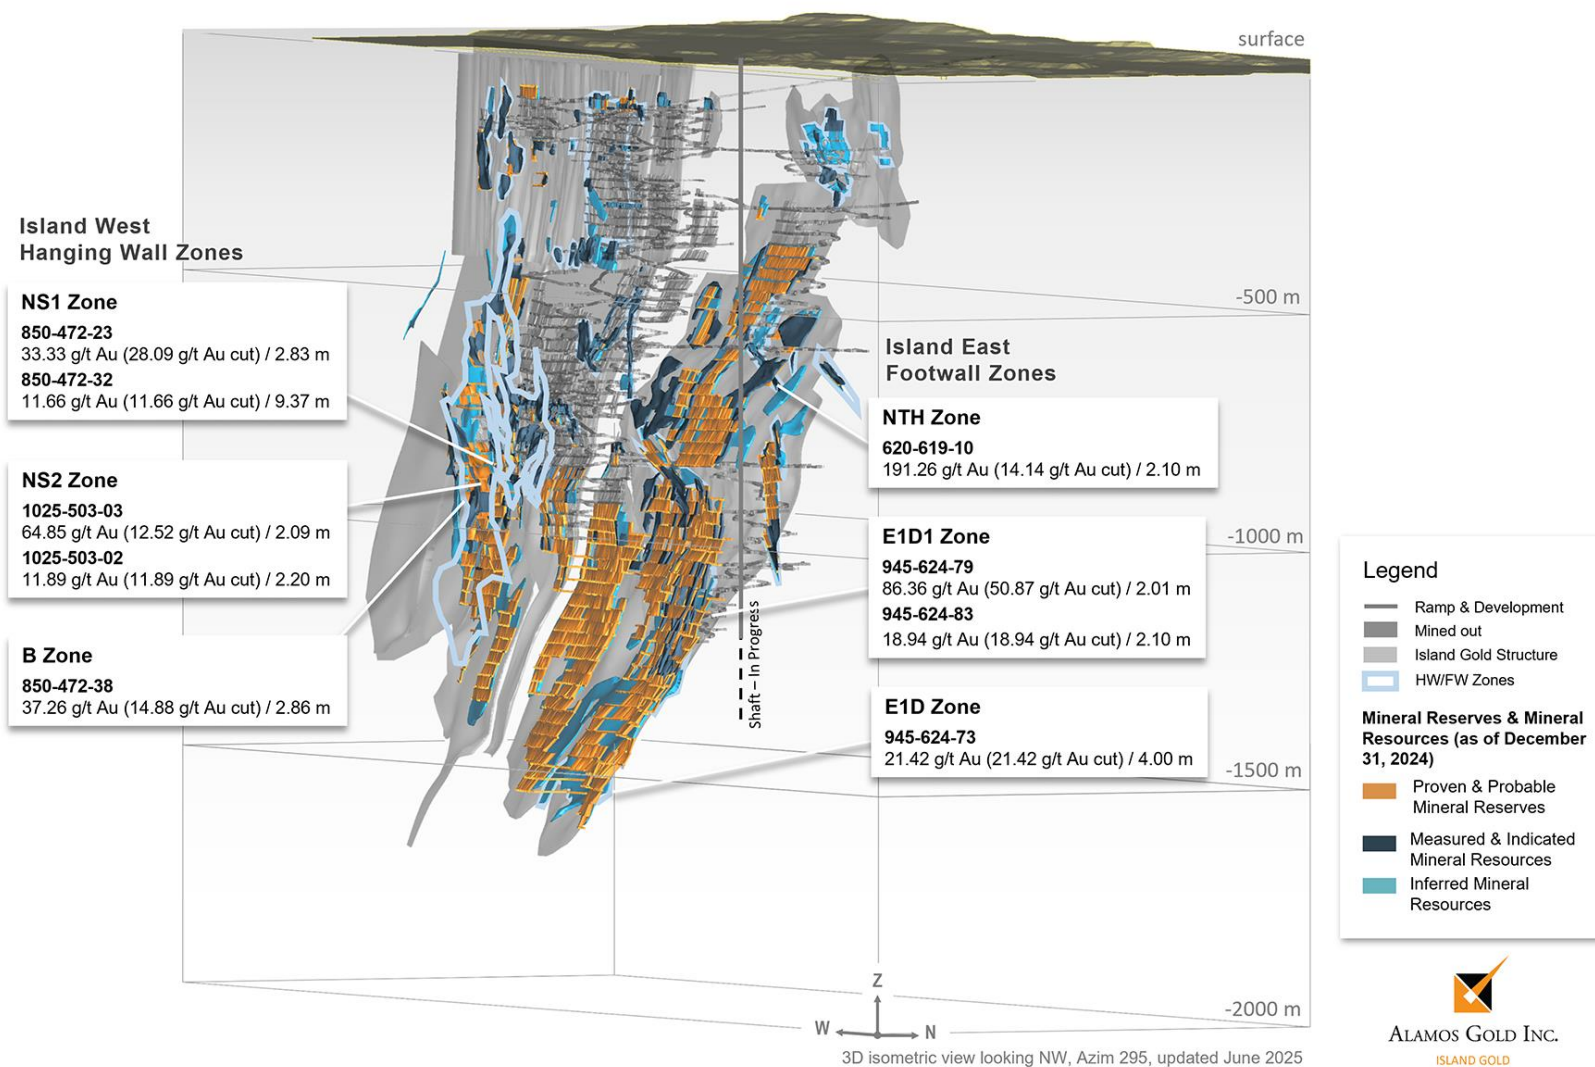 surface
Island West
Hanging Wall Zones
NS1 Zone
850-472-23
33.33 g/t Au (28.09 g/t Au cut) / 2.83 m
850-472-32
11.66 g/t Au (11.66 g/t Au cut) / 9.37 m
NS2 Zone
1025-503-03
64.85 g/t Au (12.52 g/t Au cut) / 2.09 m
1025-503-02
11.89 g/t Au (11.89 g/t Au cut) / 2.20 m
B Zone
850-472-38
37.26 g/t Au (14.88 g/t Au cut) / 2.86 m
-500 m
Island East
Footwall Zones
NTH Zone
620-619-10
191.26 g/t Au (14.14 g/t Au cut) / 2.10 m
-1000 m
E1D1 Zone
945-624-79
86.36 g/t Au (50.87 g/t Au cut) / 2.01 m
945-624-83
18.94 g/t Au (18.94 g/t Au cut) / 2.10 m
Shaft – In Progress
E1D Zone
945-624-73
21.42 g/t Au (21.42 g/t Au cut) / 4.00 m
-1500 m
-2000 m
Z
W
N
3D isometric view looking NW, Azim 295, updated June 2025
Legend
Ramp & Development
Mined out
Island Gold Structure
HW/FW Zones
Mineral Reserves & Mineral
Resources (as of December
31, 2024)
Proven & Probable
Mineral Reserves
Measured & Indicated
Mineral Resources
Inferred Mineral
Resources
ALAMOS GOLD INC.
ISLAND GOLD